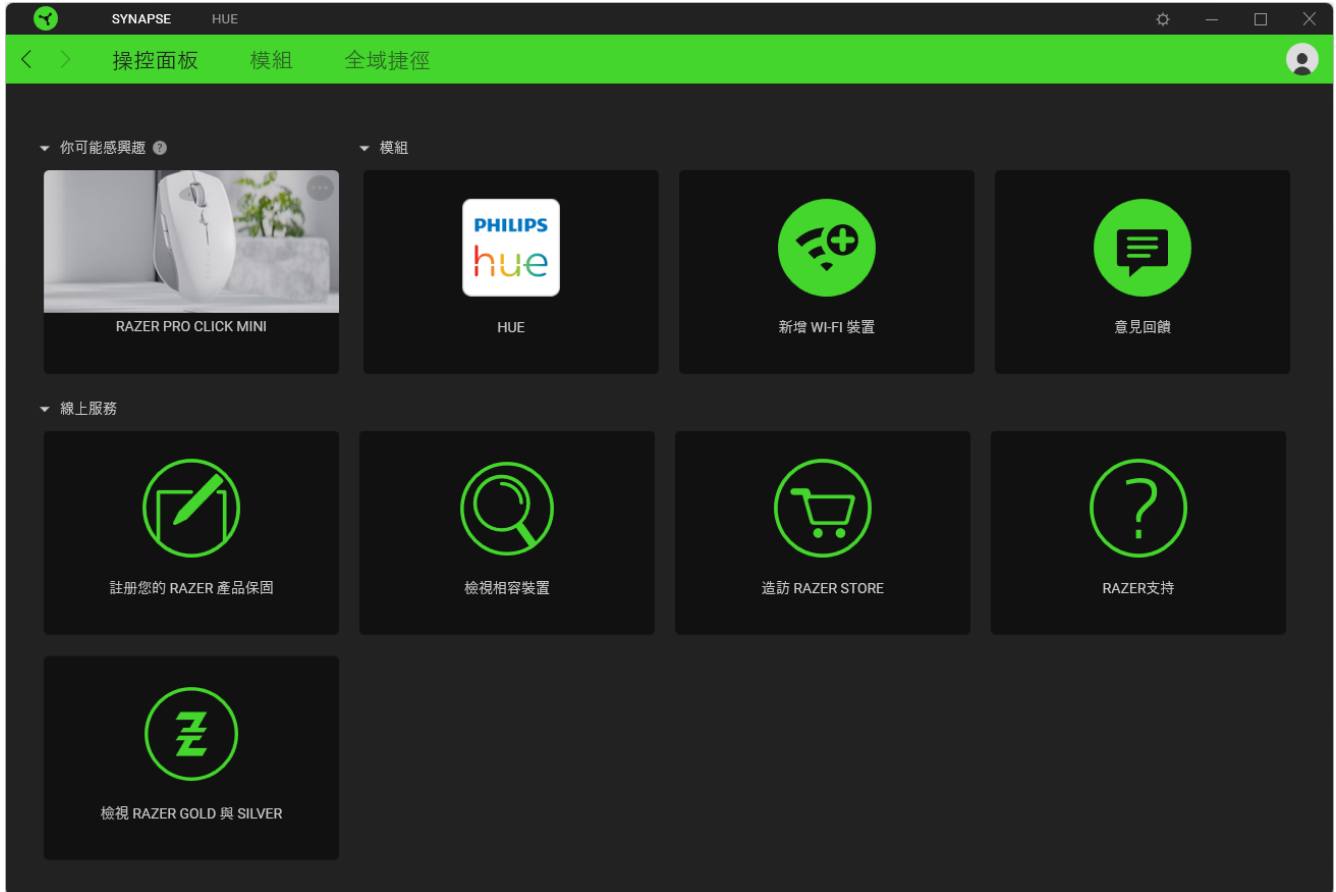 SYNAPSE
HUE
操控面板
模組
全域捷徑
你可能感興趣 ?
模組
RAZER PRO CLICK MINI
PHILIPS
hue
HUE
新增 WI-FI 裝置
意見回饋
線上服務
註册您的 RAZER 產品保固
檢視相容裝置
造訪 RAZER STORE
?
RAZER支持
檢視 RAZER GOLD 與 SILVER